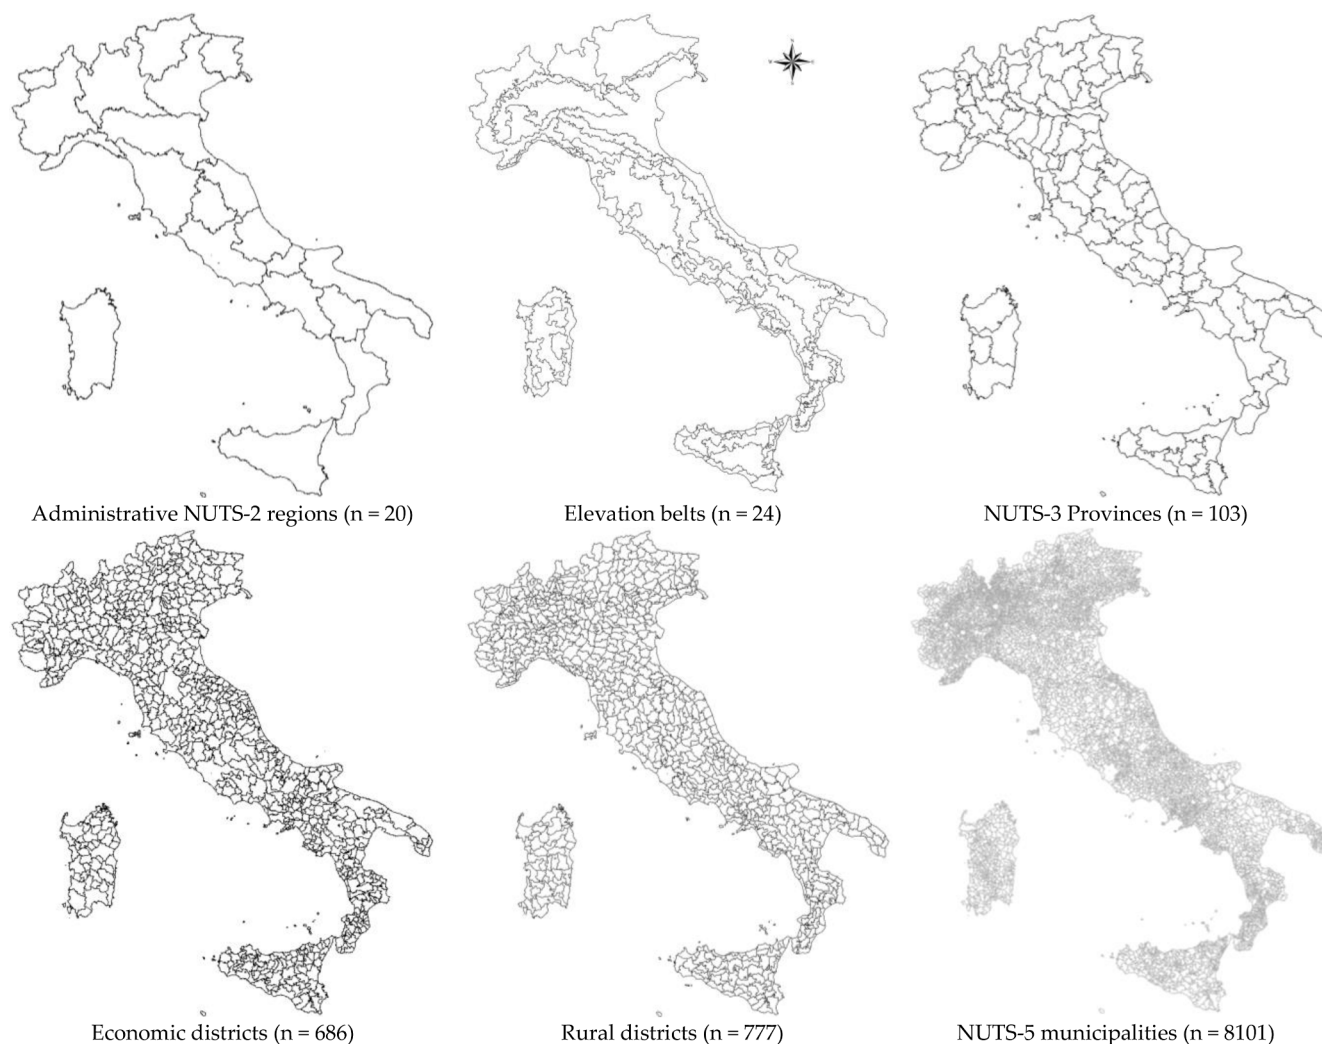 Administrative NUTS-2 regions (n = 20)
Elevation belts (n = 24)
NUTS-3 Provinces (n = 103)
Economic districts (n = 686)
Rural districts (n = 777)
NUTS-5 municipalities (n = 8101)